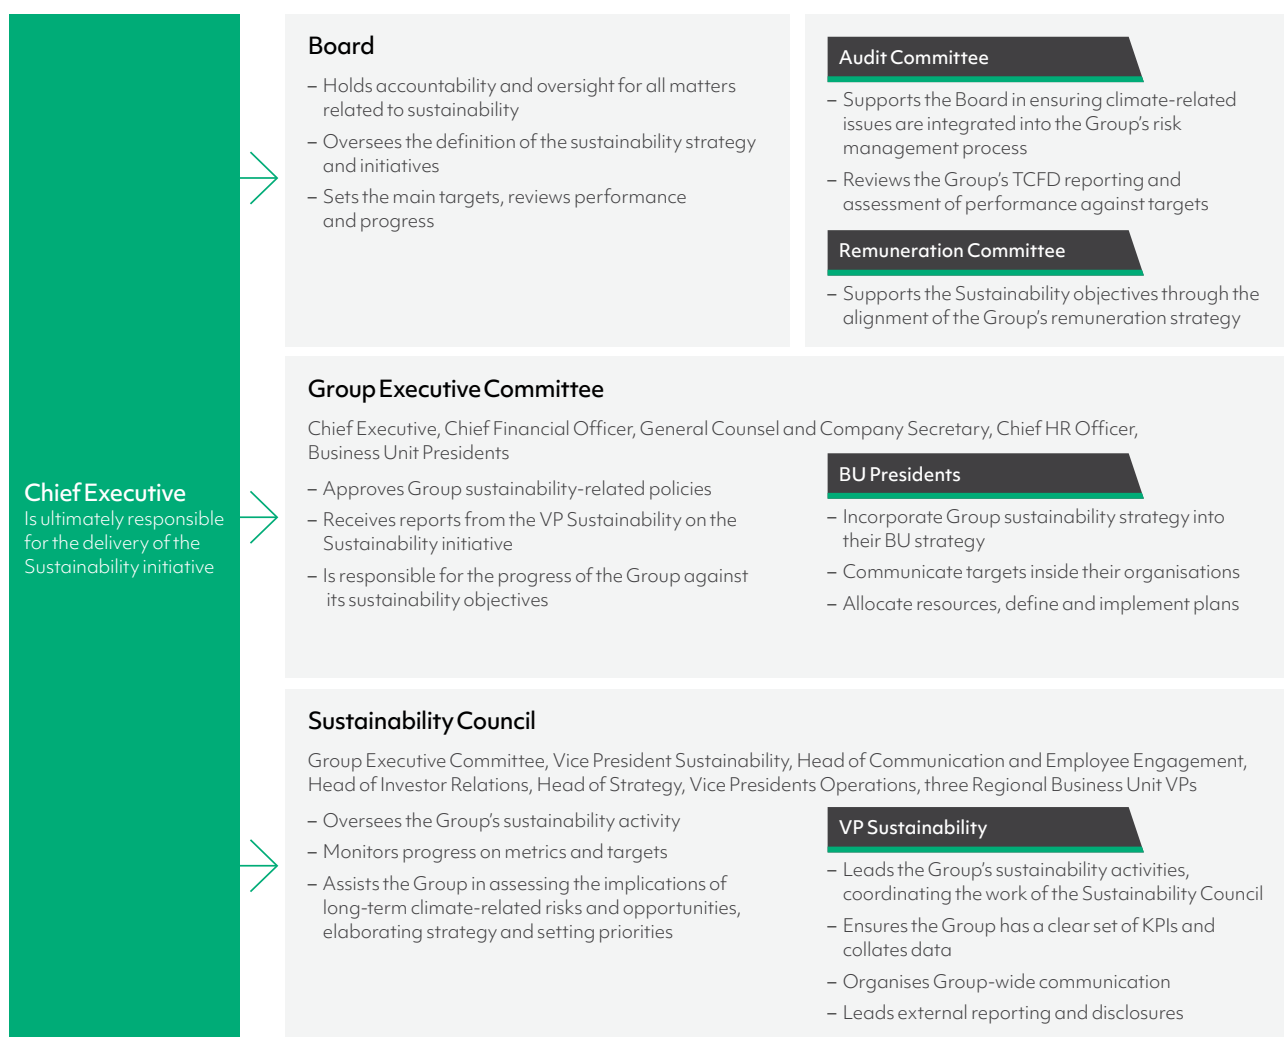 Chief Executive
Is ultimately responsible
for the delivery of the
Sustainability initiative
Board
– Holds accountability and oversight for all matters
related to sustainability
– Oversees the definition of the sustainability strategy
and initiatives
– Sets the main targets, reviews performance
and progress
Audit Committee
– Supports the Board in ensuring climate-related
issues are integrated into the Group's risk
management process
– Reviews the Group's TCFD reporting and
assessment of performance against targets
Remuneration Committee
– Supports the Sustainability objectives through the
alignment of the Group's remuneration strategy
Group Executive Committee
Chief Executive, Chief Financial Officer, General Counsel and Company Secretary, Chief HR Officer,
Business Unit Presidents
– Approves Group sustainability-related policies
– Receives reports from the VP Sustainability on the
Sustainability initiative
– Is responsible for the progress of the Group against
its sustainability objectives
BU Presidents
– Incorporate Group sustainability strategy into
their BU strategy
– Communicate targets inside their organisations
– Allocate resources, define and implement plans
Sustainability Council
Group Executive Committee, Vice President Sustainability, Head of Communication and Employee Engagement,
Head of Investor Relations, Head of Strategy, Vice Presidents Operations, three Regional Business Unit VPs
– Oversees the Group's sustainability activity
– Monitors progress on metrics and targets
– Assists the Group in assessing the implications of
long-term climate-related risks and opportunities,
elaborating strategy and setting priorities
VP Sustainability
– Leads the Group's sustainability activities,
coordinating the work of the Sustainability Council
– Ensures the Group has a clear set of KPIs and
collates data
– Organises Group-wide communication
– Leads external reporting and disclosures